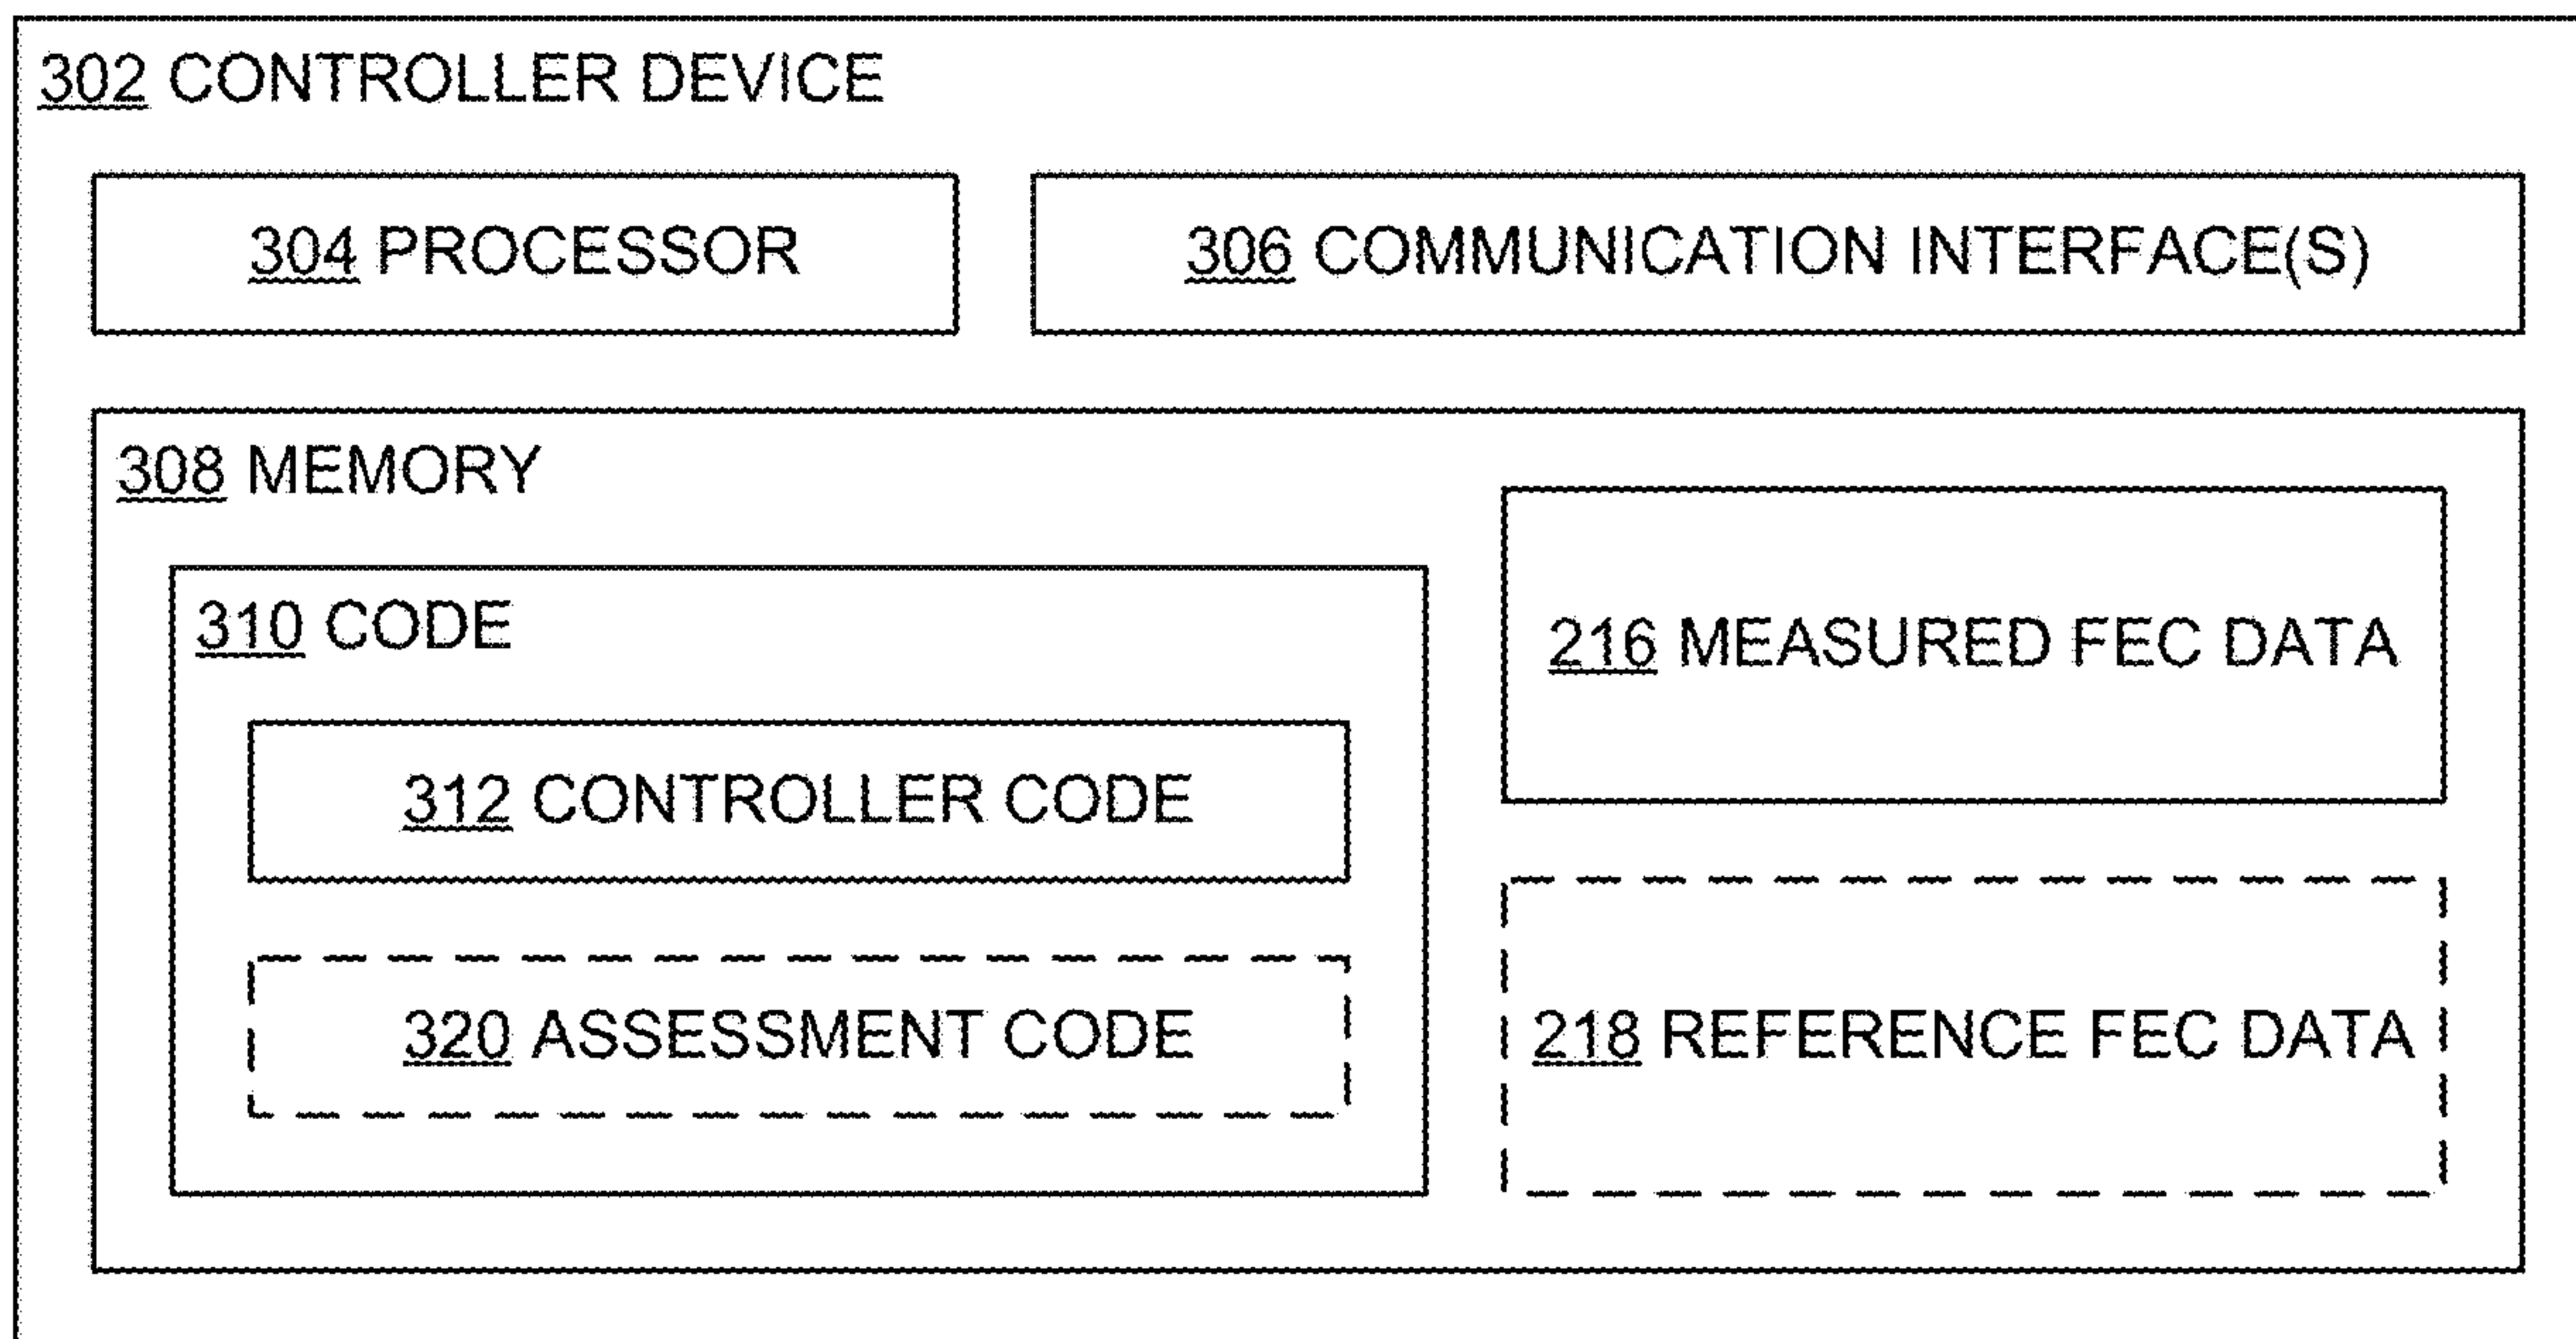 302 CONTROLLER DEVICE
304 PROCESSOR
306 COMMUNICATION INTERFACE(S)
308 MEMORY
310 CODE
312 CONTROLLER CODE
320 ASSESSMENT CODE
216 MEASURED FEC DATA
218 REFERENCE FEC DATA